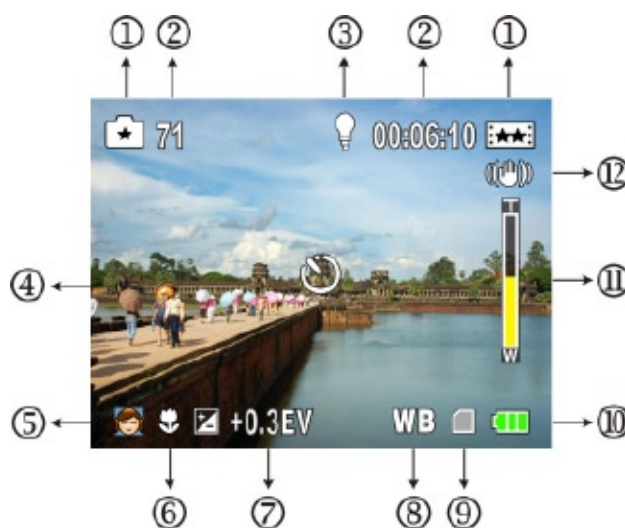 ① ② ③ ② ①
71 00:06:10
⑫
T
④ ⑪
W
⑤ +0.3EV WB ⑩
⑥ ⑦ ⑧ ⑨